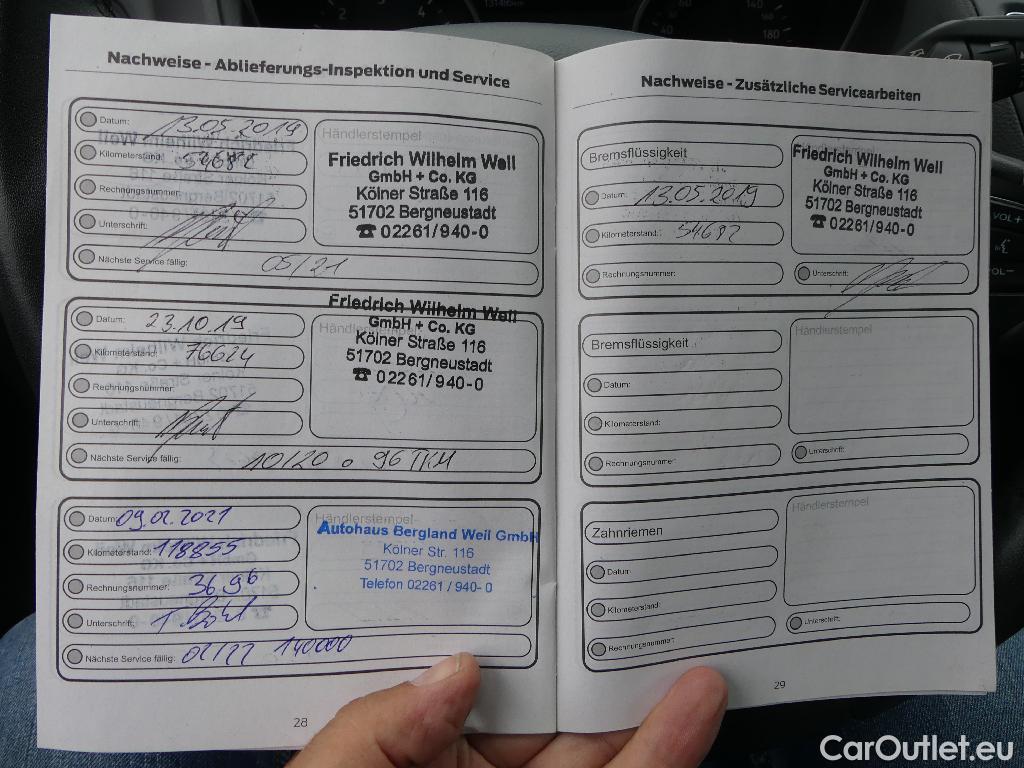 Nachweise - Ablieferungs-Inspektion und Service
Datum: 13.05.2019
Kilometerstand: 54682
Rechnungsnummer:
Unterschrift:
Nächste Service fällig: 05/21
Händlerstempel
Friedrich Wilhelm Weil
GmbH + Co. KG
Kölner Straße 116
51702 Bergneustadt
☎ 02261/940-0
Datum: 23.10.19
Kilometerstand: 76624
Rechnungsnummer:
Unterschrift:
Nächste Service fällig: 10/20 o 96 TKM
Händlerstempel
Friedrich Wilhelm Weil
GmbH + Co. KG
Kölner Straße 116
51702 Bergneustadt
☎ 02261/940-0
Datum: 09.02.2021
Kilometerstand: 118855
Rechnungsnummer: 36.96
Unterschrift:
Nächste Service fällig: 02/22 140000
Händlerstempel
Autohaus Bergland Weil GmbH
Kölner Str. 116
51702 Bergneustadt
Telefon 02261 / 940- 0
28
Nachweise - Zusätzliche Servicearbeiten
Bremsflüssigkeit
Datum: 13.05.2019
Kilometerstand: 54682
Rechnungsnummer:
Friedrich Wilhelm Weil
GmbH + Co. KG
Kölner Straße 116
51702 Bergneustadt
☎ 02261/940-0
Unterschrift:
Bremsflüssigkeit
Datum:
Kilometerstand:
Rechnungsnummer:
Händlerstempel
Unterschrift:
Zahnriemen
Datum:
Kilometerstand:
Rechnungsnummer:
Händlerstempel
Unterschrift:
29
VOL +
VOL-
CarOutlet.eu